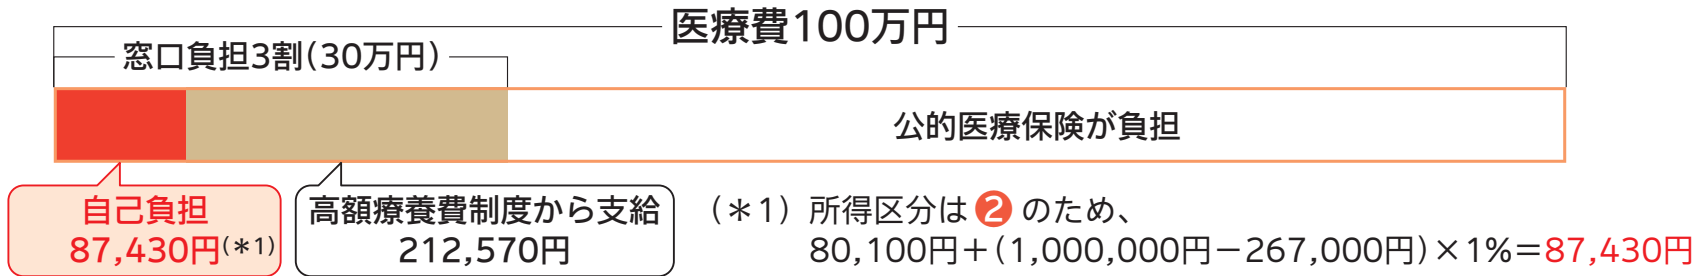 医療費100万円
窓口負担3割(30万円)
公的医療保険が負担
自己負担
87,430円(*1)
高額療養費制度から支給
212,570円
(*1) 所得区分は❷のため、
80,100円+(1,000,000円-267,000円)×1%=87,430円